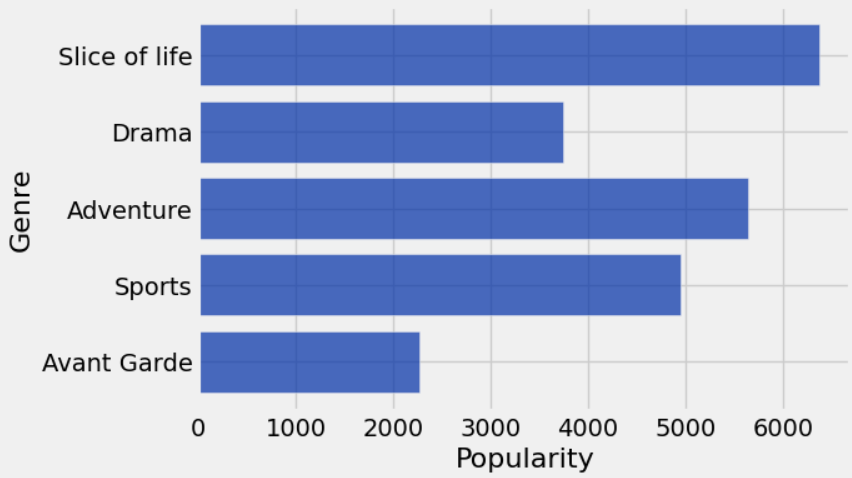 Genre
Slice of life
Drama
Adventure
Sports
Avant Garde
0 1000 2000 3000 4000 5000 6000
Popularity